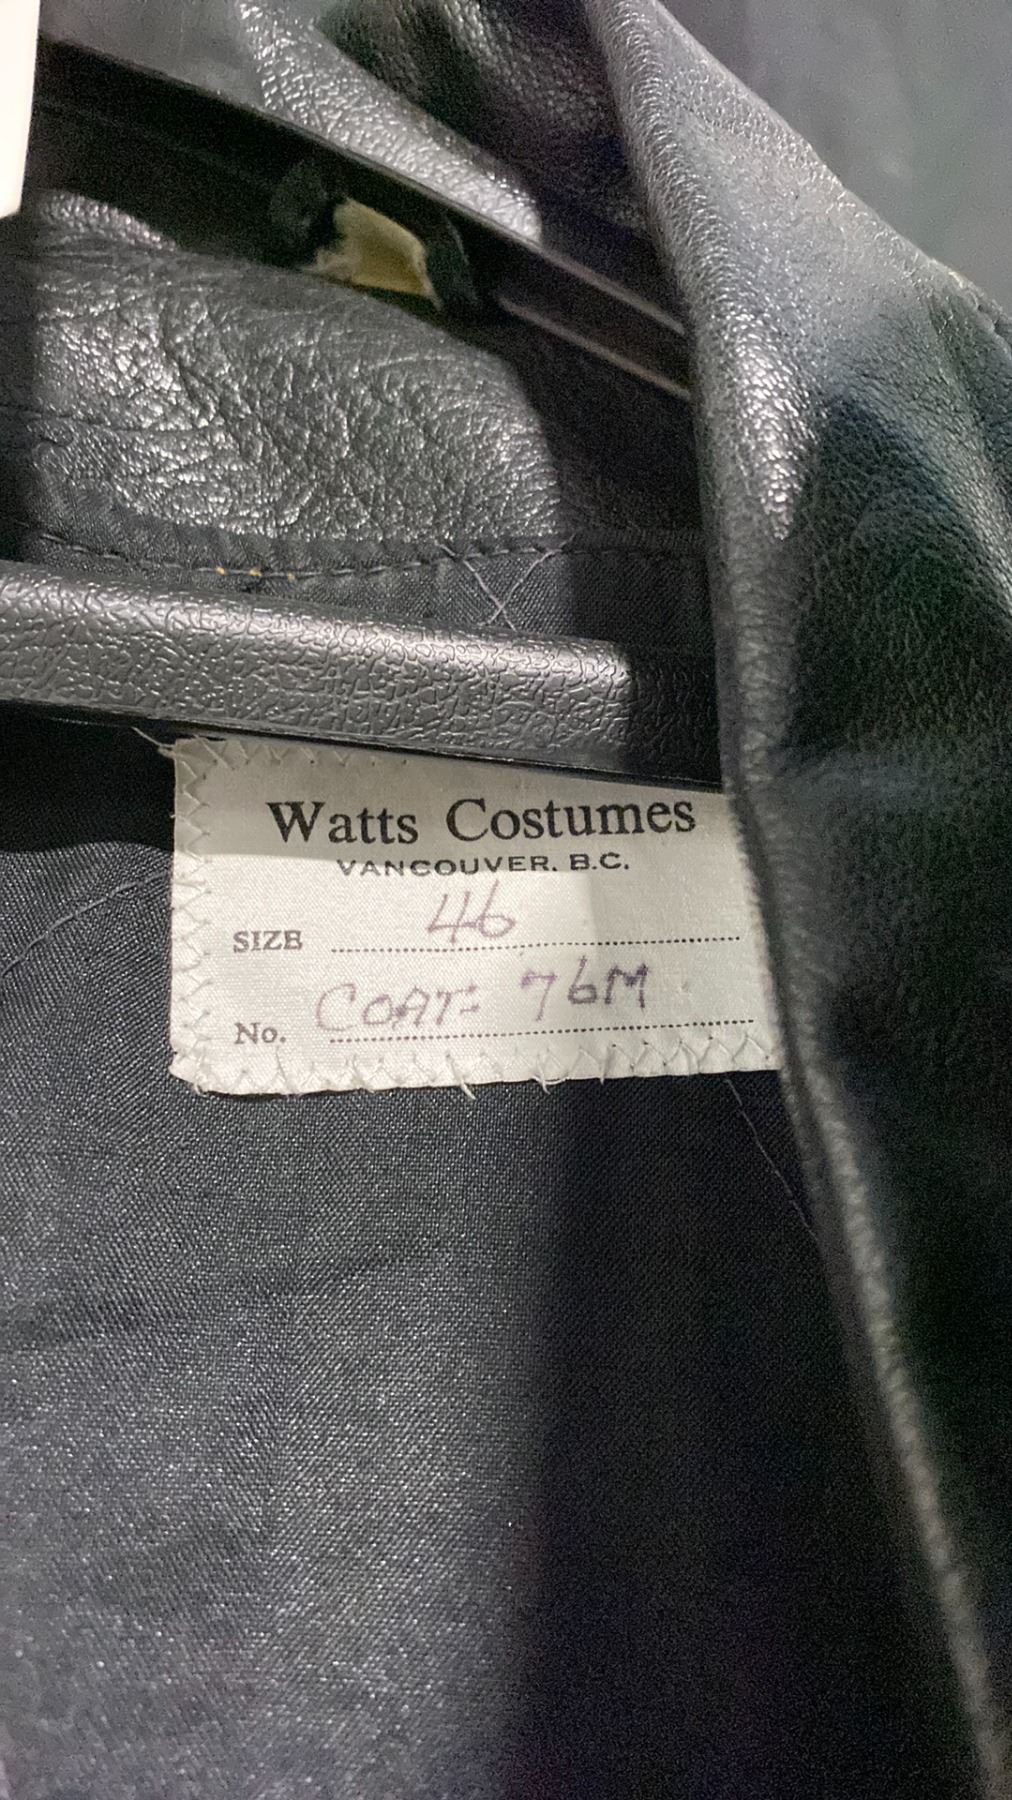 Watts Costumes
VANCOUVER, B.C.
SIZE 46
No. COAT= 76M